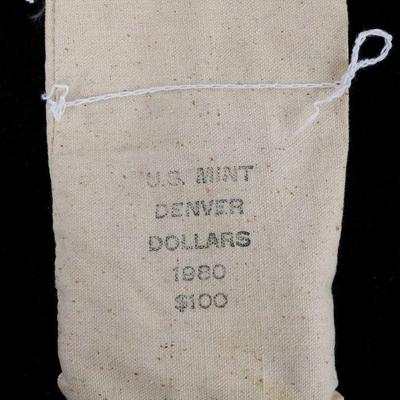 U.S. MINT
DENVER
DOLLARS
1980
$100